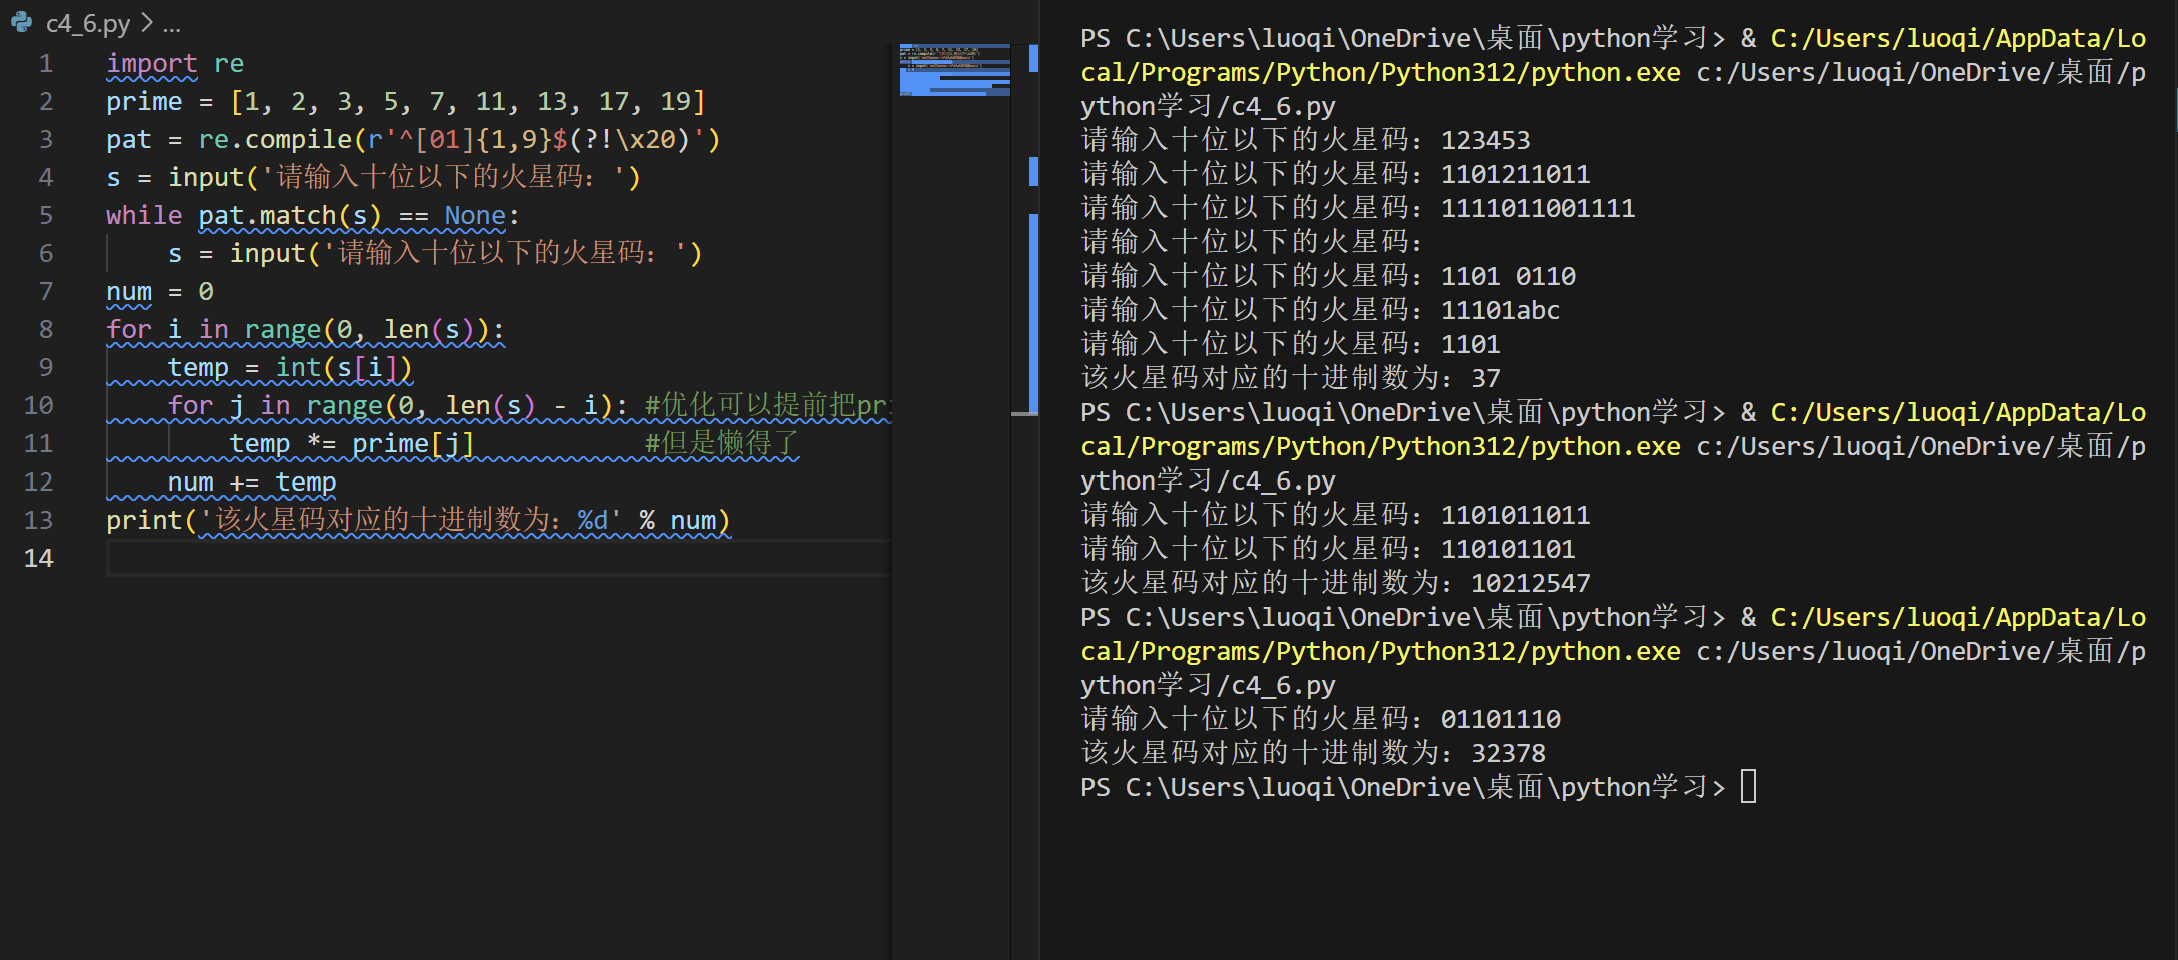 c4_6.py > ...
1 import re
2 prime = [1, 2, 3, 5, 7, 11, 13, 17, 19]
3 pat = re.compile(r'^[01]{1,9}$(?!\x20)')
4 s = input('请输入十位以下的火星码：')
5 while pat.match(s) == None:
6     s = input('请输入十位以下的火星码：')
7 num = 0
8 for i in range(0, len(s)):
9     temp = int(s[i])
10     for j in range(0, len(s) - i): #优化可以提前把pr
11         temp *= prime[j]           #但是懒得了
12     num += temp
13 print('该火星码对应的十进制数为：%d' % num)
14
PS C:\Users\luoqi\OneDrive\桌面\python学习> & C:/Users/luoqi/AppData/Lo
cal/Programs/Python/Python312/python.exe c:/Users/luoqi/OneDrive/桌面/p
ython学习/c4_6.py
请输入十位以下的火星码：123453
请输入十位以下的火星码：1101211011
请输入十位以下的火星码：1111011001111
请输入十位以下的火星码：
请输入十位以下的火星码：1101 0110
请输入十位以下的火星码：11101abc
请输入十位以下的火星码：1101
该火星码对应的十进制数为：37
PS C:\Users\luoqi\OneDrive\桌面\python学习> & C:/Users/luoqi/AppData/Lo
cal/Programs/Python/Python312/python.exe c:/Users/luoqi/OneDrive/桌面/p
ython学习/c4_6.py
请输入十位以下的火星码：1101011011
请输入十位以下的火星码：110101101
该火星码对应的十进制数为：10212547
PS C:\Users\luoqi\OneDrive\桌面\python学习> & C:/Users/luoqi/AppData/Lo
cal/Programs/Python/Python312/python.exe c:/Users/luoqi/OneDrive/桌面/p
ython学习/c4_6.py
请输入十位以下的火星码：01101110
该火星码对应的十进制数为：32378
PS C:\Users\luoqi\OneDrive\桌面\python学习>